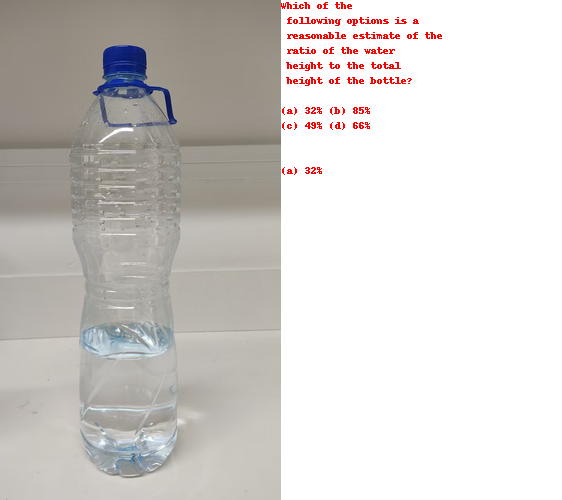 Which of the
following options is a
reasonable estimate of the
ratio of the water
height to the total
height of the bottle?
(a) 32% (b) 85%
(c) 49% (d) 66%
(a) 32%